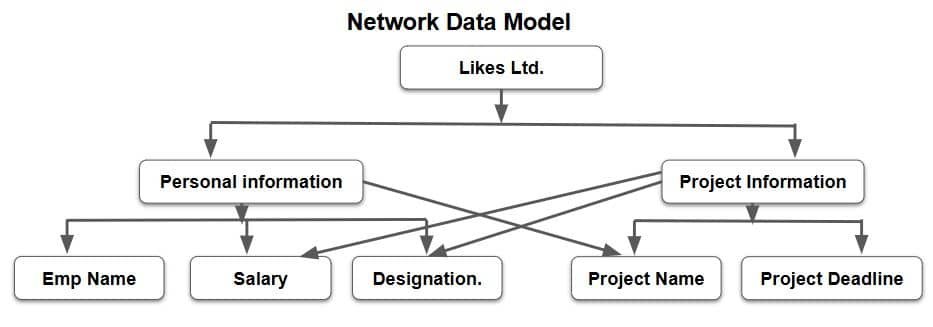 Network Data Model
Likes Ltd.
Personal information
Project Information
Emp Name
Salary
Designation.
Project Name
Project Deadline